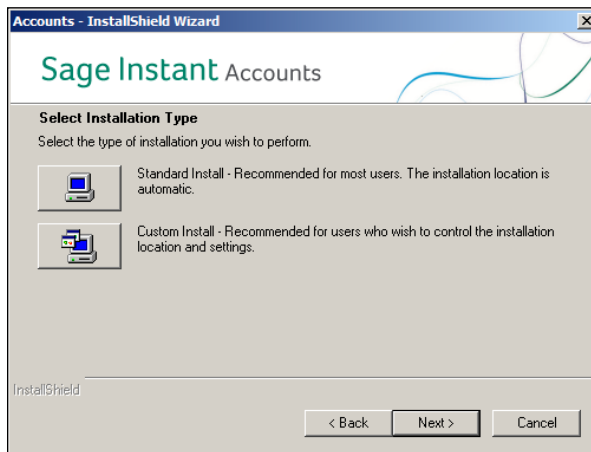 Accounts - InstallShield Wizard
Sage Instant Accounts
Select Installation Type
Select the type of installation you wish to perform.
Standard Install - Recommended for most users. The installation location is
automatic.
Custom Install - Recommended for users who wish to control the installation
location and settings.
InstallShield
< Back
Next >
Cancel